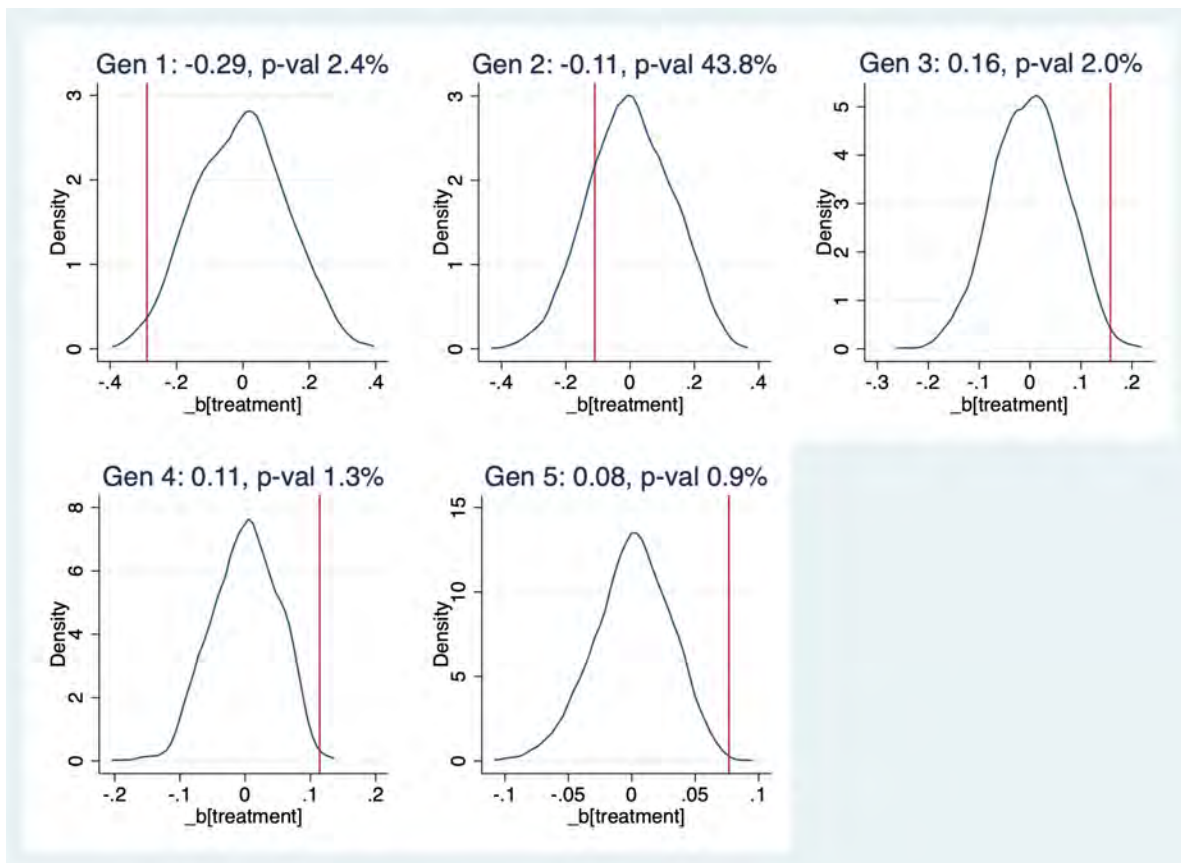 Gen 1: -0.29, p-val 2.4%
Density
3
2
1
0
-.4 -.2 0 .2 .4
_b[treatment]
Gen 2: -0.11, p-val 43.8%
Density
3
2
1
0
-.4 -.2 0 .2 .4
_b[treatment]
Gen 3: 0.16, p-val 2.0%
Density
5
4
3
2
1
0
-.3 -.2 -.1 0 .1 .2
_b[treatment]
Gen 4: 0.11, p-val 1.3%
Density
8
6
4
2
0
-.2 -.1 0 .1 .2
_b[treatment]
Gen 5: 0.08, p-val 0.9%
Density
15
10
5
0
-.1 -.05 0 .05 .1
_b[treatment]